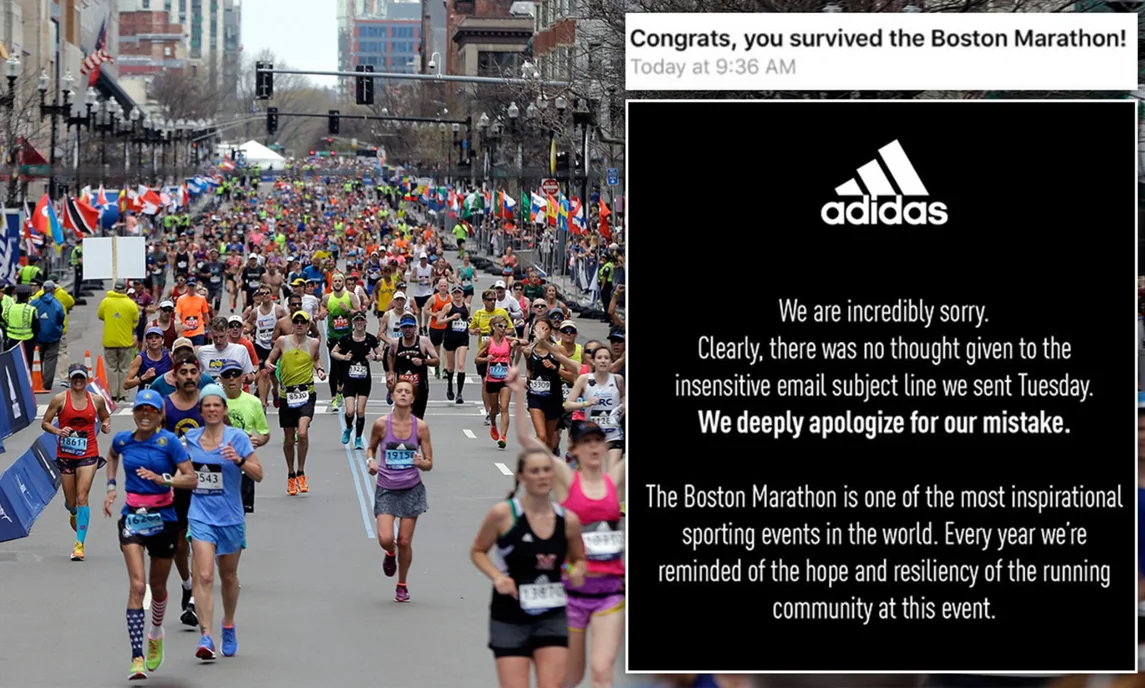 Congrats, you survived the Boston Marathon!
Today at 9:36 AM
adidas
We are incredibly sorry.
Clearly, there was no thought given to the
insensitive email subject line we sent Tuesday.
We deeply apologize for our mistake.
The Boston Marathon is one of the most inspirational
sporting events in the world. Every year we're
reminded of the hope and resiliency of the running
community at this event.
18611
8530